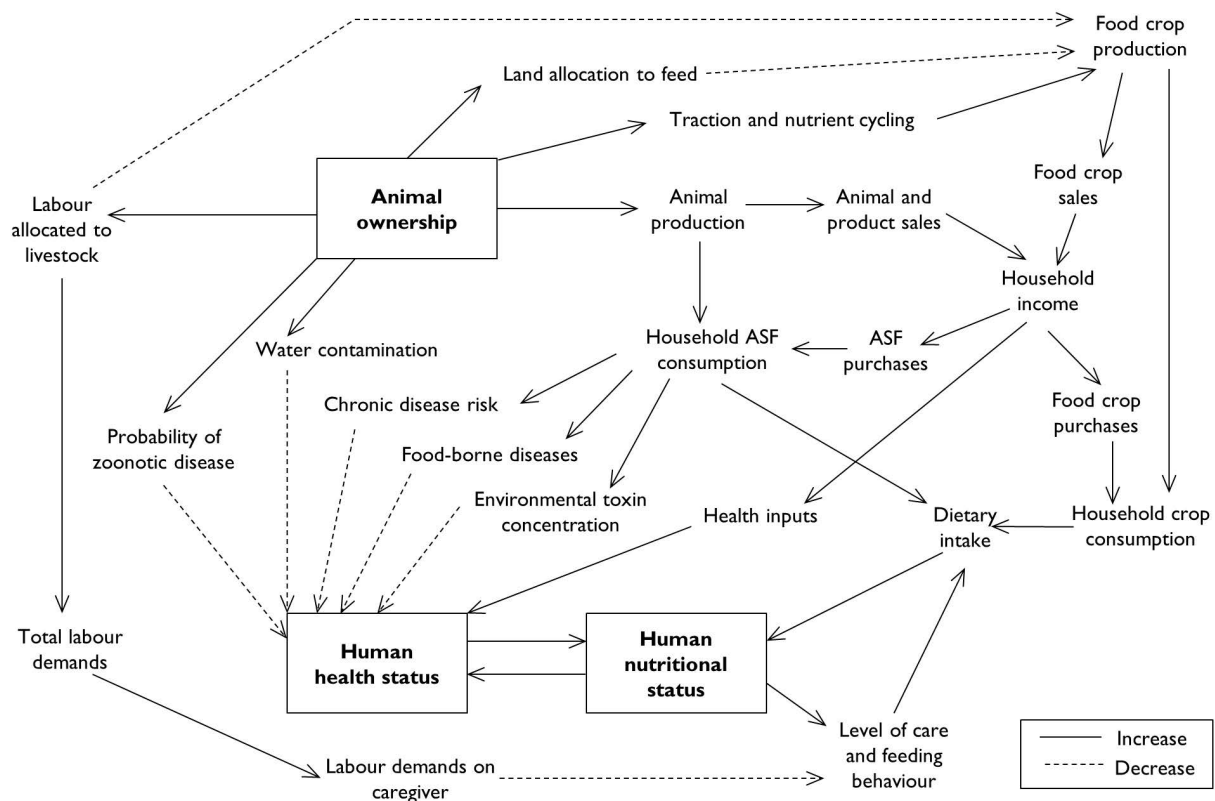 Food crop
production
Land allocation to feed
Traction and nutrient cycling
Animal
ownership
Labour
allocated to
livestock
Animal
production
Animal and
product sales
Food crop
sales
Household
income
Water contamination
Household ASF
consumption
ASF
purchases
Chronic disease risk
Food crop
purchases
Probability of
zoonotic disease
Food-borne diseases
Environmental toxin
concentration
Health inputs
Dietary
intake
Household crop
consumption
Total labour
demands
Human
health status
Human
nutritional
status
Level of care
and feeding
behaviour
Labour demands on
caregiver
Increase
Decrease